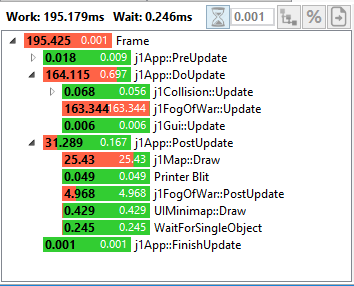 Work: 195.179ms Wait: 0.246ms 0.001 %
195.425 0.001 Frame
0.018 0.009 j1App::PreUpdate
164.115 0.697 j1App::DoUpdate
0.068 0.056 j1Collision::Update
163.344 163.344 j1FogOfWar::Update
0.006 0.006 j1Gui::Update
31.289 0.167 j1App::PostUpdate
25.43 25.43 j1Map::Draw
0.049 0.049 Printer Blit
4.968 4.968 j1FogOfWar::PostUpdate
0.429 0.429 UIMinimap::Draw
0.245 0.245 WaitForSingleObject
0.001 0.001 j1App::FinishUpdate